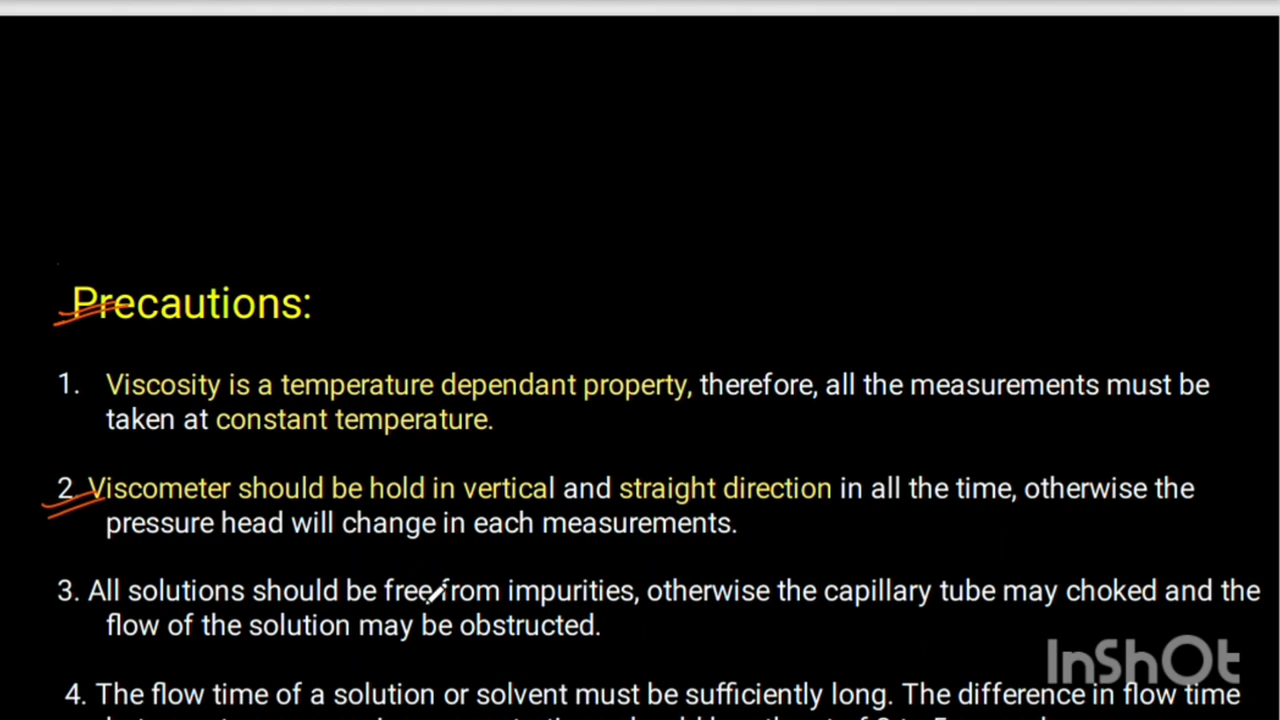 Precautions:
1. Viscosity is a temperature dependant property, therefore, all the measurements must be
taken at constant temperature.
2. Viscometer should be hold in vertical and straight direction in all the time, otherwise the
pressure head will change in each measurements.
3. All solutions should be free from impurities, otherwise the capillary tube may choked and the
flow of the solution may be obstructed.
4. The flow time of a solution or solvent must be sufficiently long. The difference in flow time
InShOt